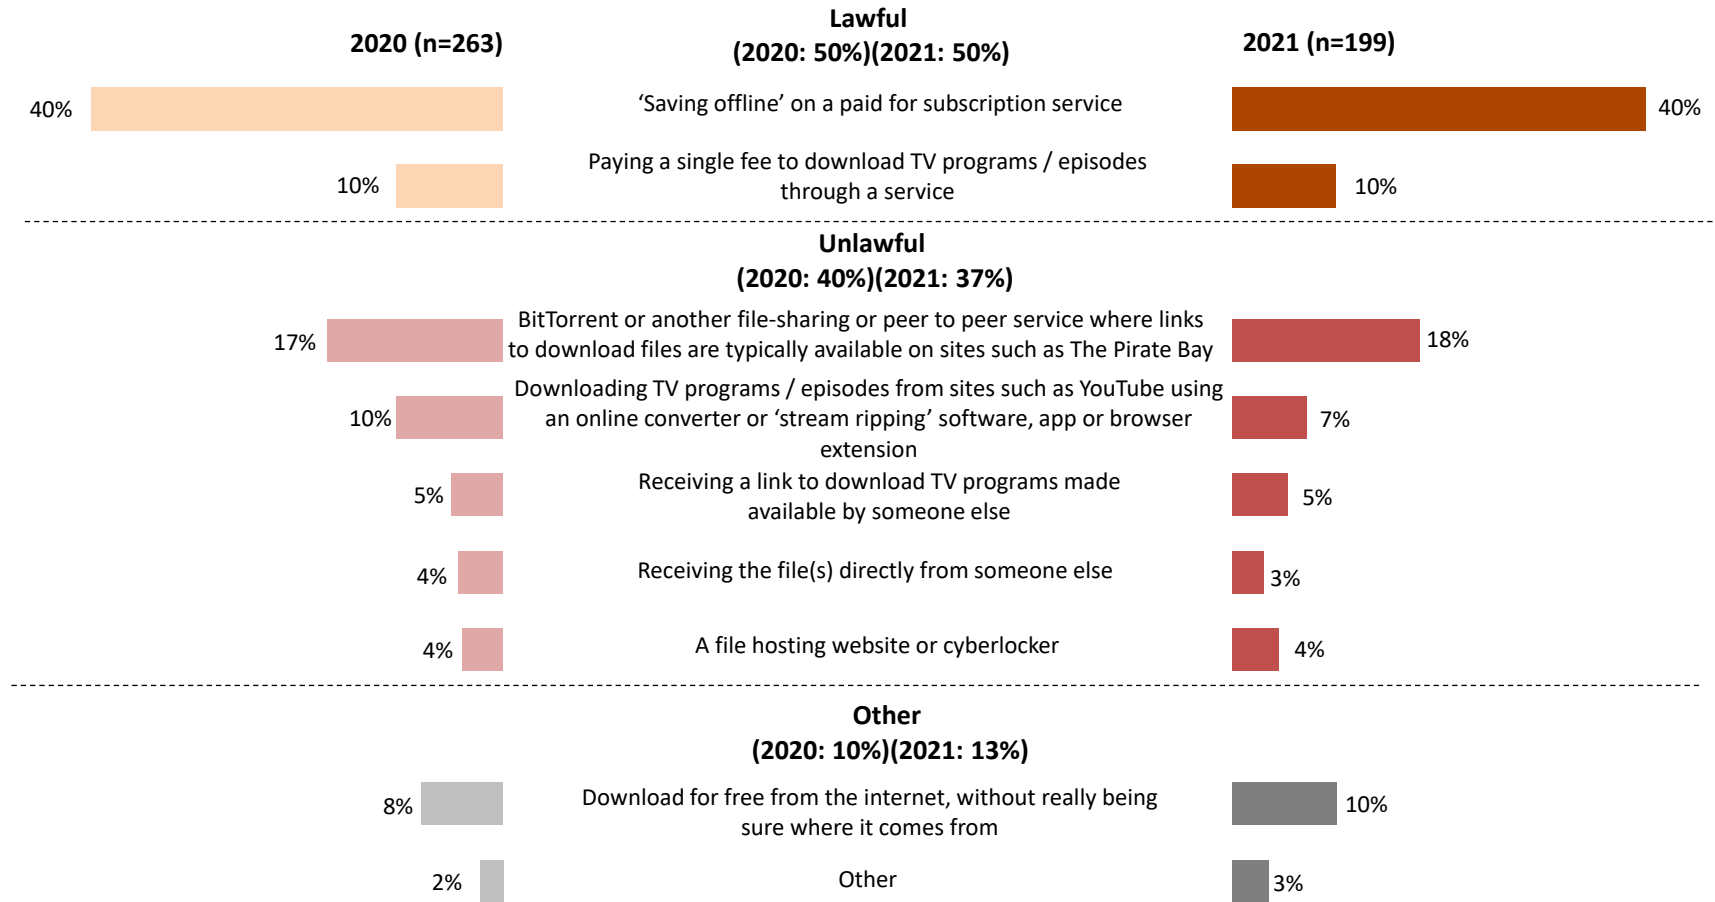 Lawful
2020 (n=263)
(2020: 50%)(2021: 50%)
2021 (n=199)
40%
‘Saving offline’ on a paid for subscription service
40%
10%
Paying a single fee to download TV programs / episodes
through a service
10%
Unlawful
(2020: 40%)(2021: 37%)
17%
BitTorrent or another file-sharing or peer to peer service where links
to download files are typically available on sites such as The Pirate Bay
18%
10%
Downloading TV programs / episodes from sites such as YouTube using
an online converter or ‘stream ripping’ software, app or browser
extension
7%
5%
Receiving a link to download TV programs made
available by someone else
5%
4%
Receiving the file(s) directly from someone else
3%
4%
A file hosting website or cyberlocker
4%
Other
(2020: 10%)(2021: 13%)
8%
Download for free from the internet, without really being
sure where it comes from
10%
2%
Other
3%